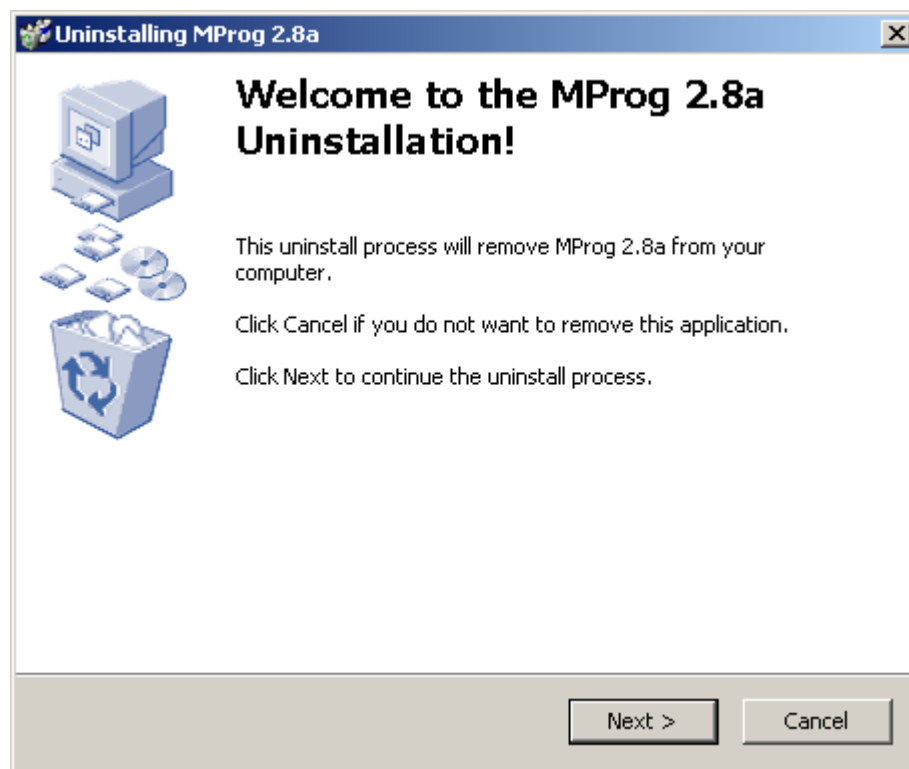 Uninstalling MProg 2.8a
Welcome to the MProg 2.8a
Uninstallation!
This uninstall process will remove MProg 2.8a from your
computer.
Click Cancel if you do not want to remove this application.
Click Next to continue the uninstall process.
Next >
Cancel